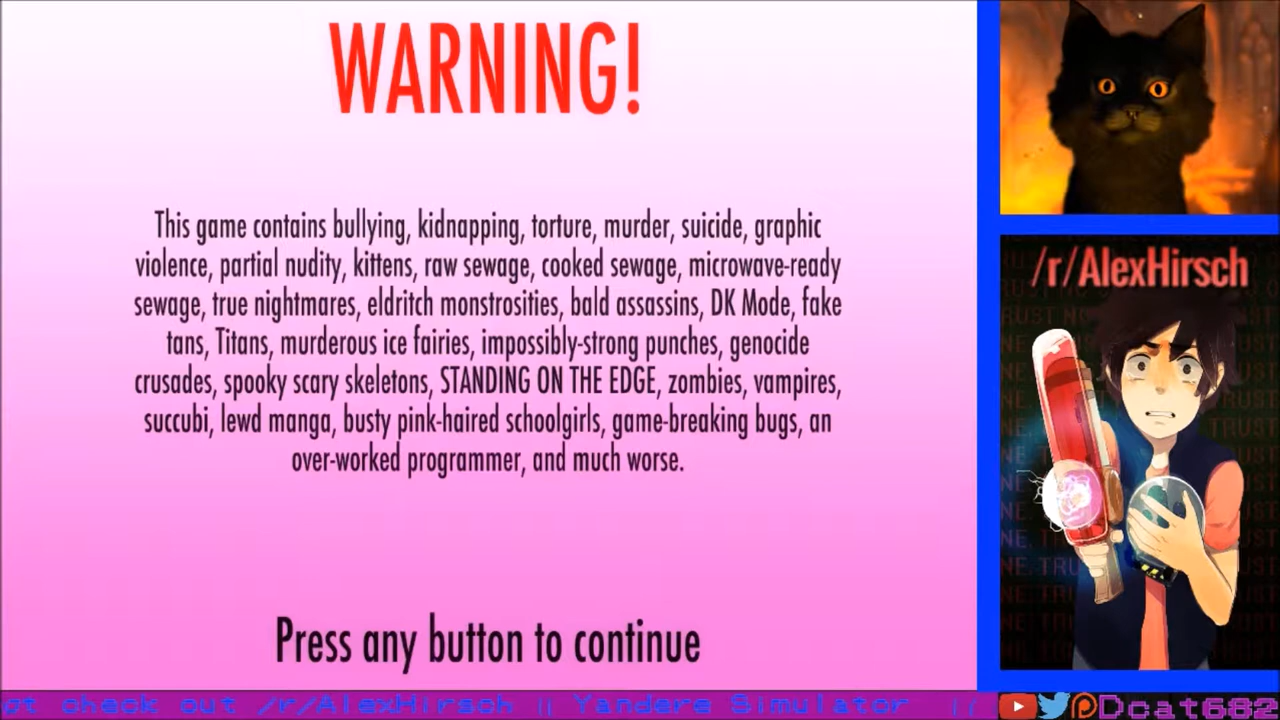 WARNING!
This game contains bullying, kidnapping, torture, murder, suicide, graphic
violence, partial nudity, kittens, raw sewage, cooked sewage, microwave-ready
sewage, true nightmares, eldritch monstrosities, bald assassins, DK Mode, fake
tans, Titans, murderous ice fairies, impossibly-strong punches, genocide
crusades, spooky scary skeletons, STANDING ON THE EDGE, zombies, vampires,
succubi, lewd manga, busty pink-haired schoolgirls, game-breaking bugs, an
over-worked programmer, and much worse.
Press any button to continue
/r/AlexHirsch
ot check out /r/AlexHirsch || Yandere Simulator ||
Dcat682